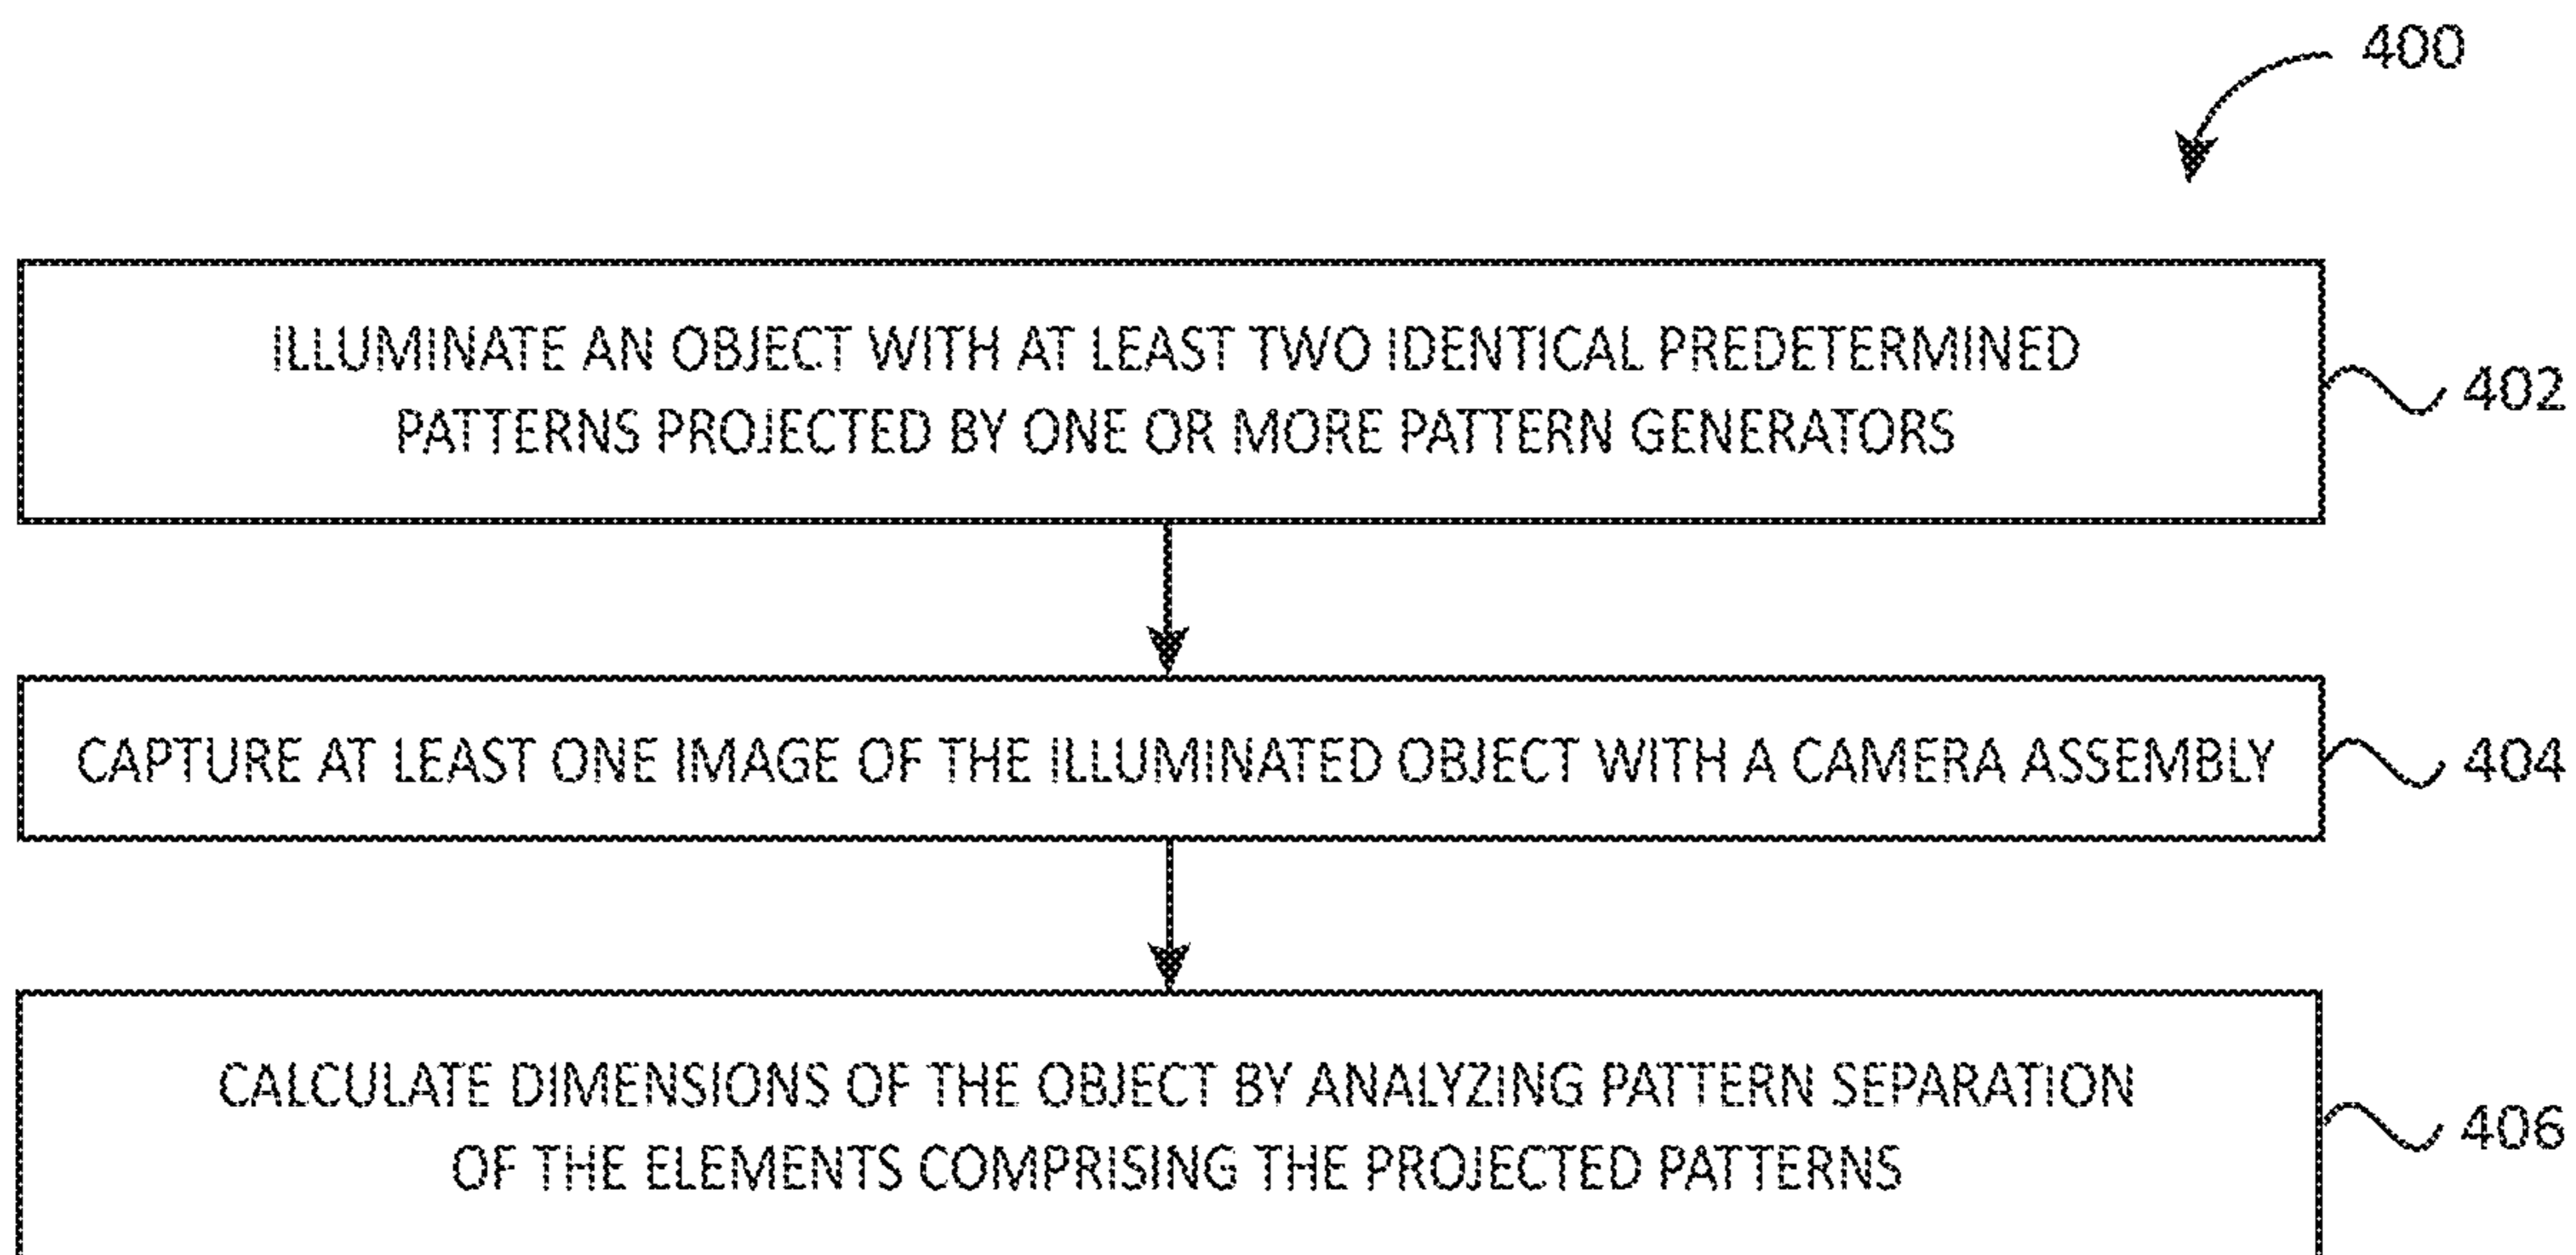 400
ILLUMINATE AN OBJECT WITH AT LEAST TWO IDENTICAL PREDETERMINED
PATTERNS PROJECTED BY ONE OR MORE PATTERN GENERATORS
402
CAPTURE AT LEAST ONE IMAGE OF THE ILLUMINATED OBJECT WITH A CAMERA ASSEMBLY
404
CALCULATE DIMENSIONS OF THE OBJECT BY ANALYZING PATTERN SEPARATION
OF THE ELEMENTS COMPRISING THE PROJECTED PATTERNS
406